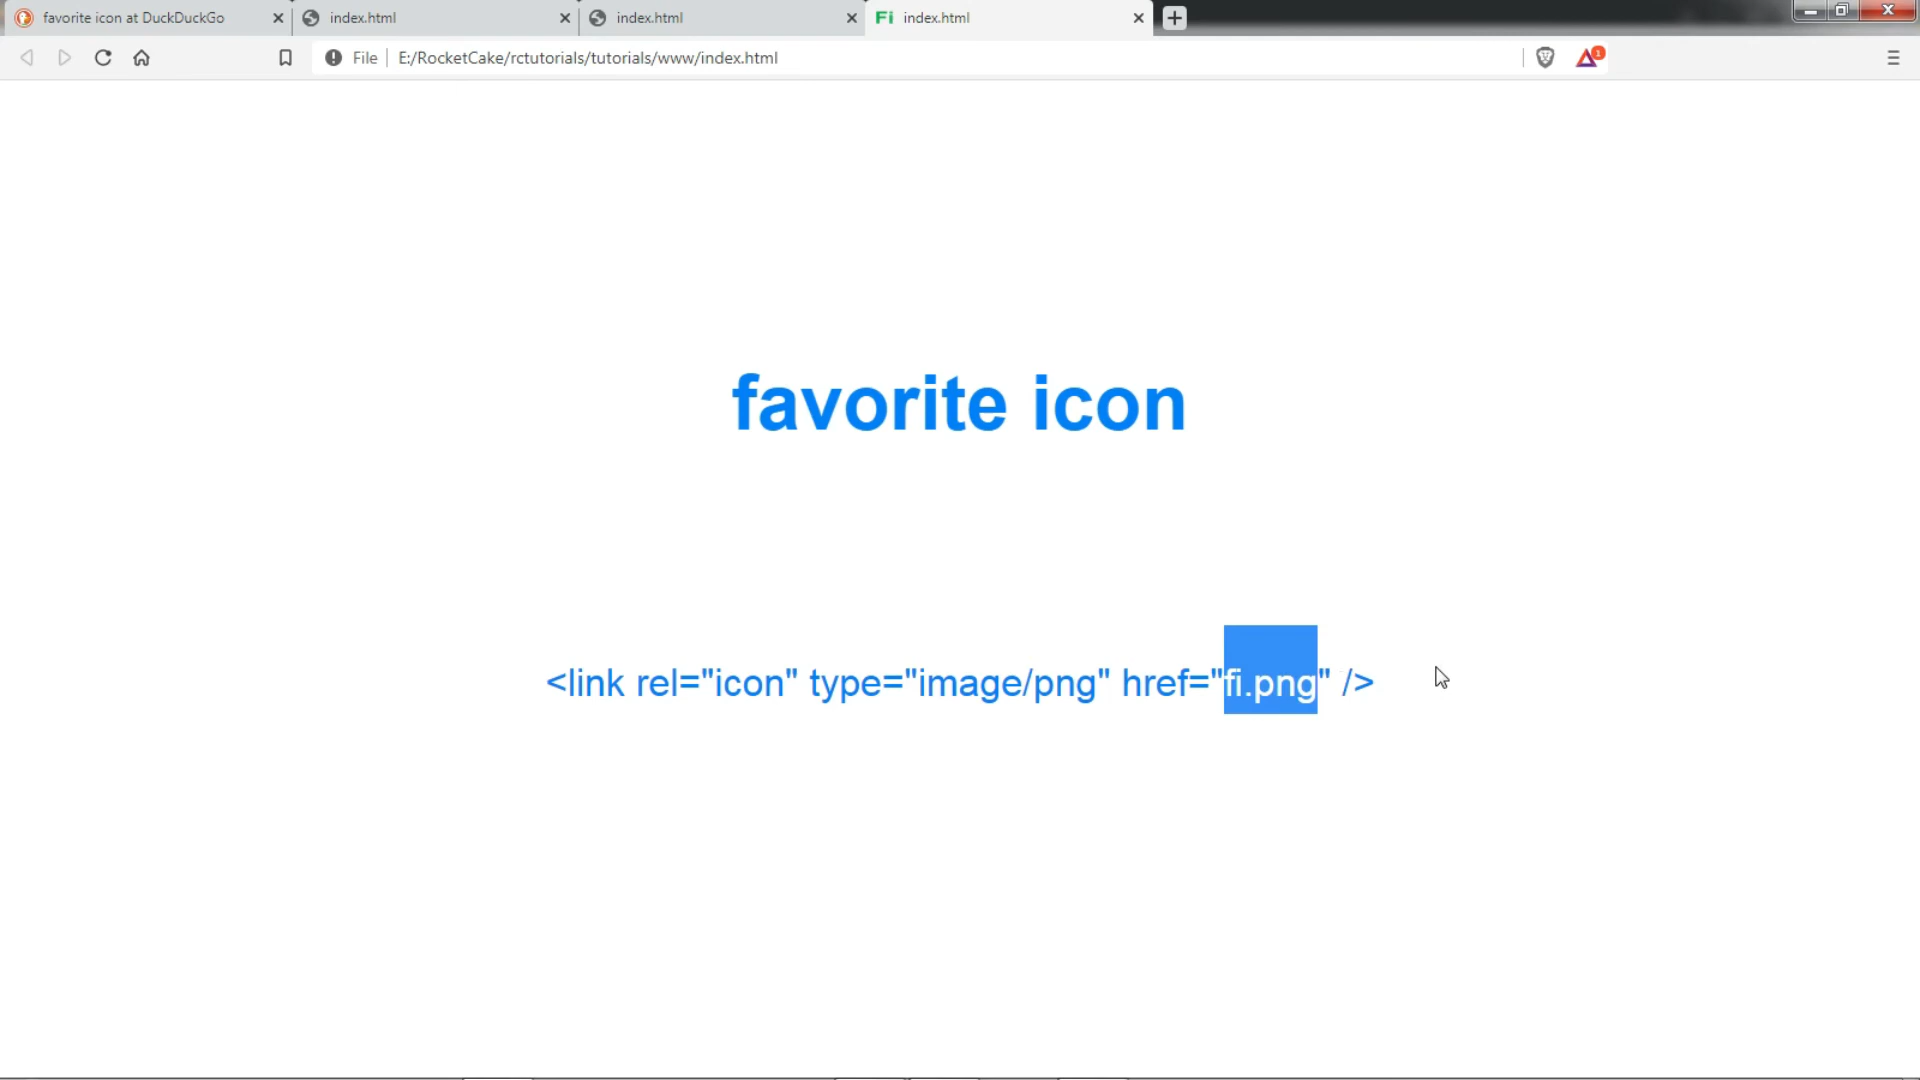 favorite icon at DuckDuckGo
index.html
index.html
Fi index.html
File E:/RocketCake/rctutorials/tutorials/www/index.html
1
favorite icon
<link rel="icon" type="image/png" href="fi.png" />